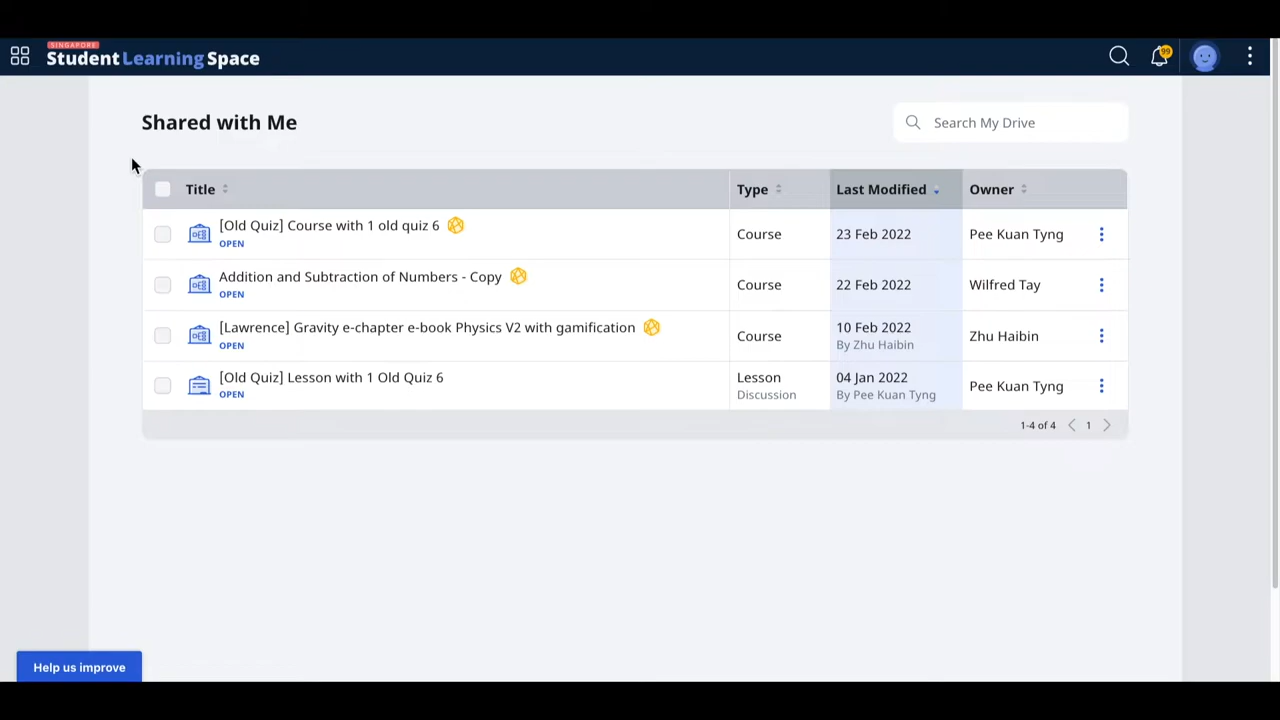 SINGAPORE
Student Learning Space
99
Shared with Me
Search My Drive
Title
Type
Last Modified
Owner
[Old Quiz] Course with 1 old quiz 6
OPEN
Course
23 Feb 2022
Pee Kuan Tyng
Addition and Subtraction of Numbers - Copy
OPEN
Course
22 Feb 2022
Wilfred Tay
[Lawrence] Gravity e-chapter e-book Physics V2 with gamification
OPEN
Course
10 Feb 2022
By Zhu Haibin
Zhu Haibin
[Old Quiz] Lesson with 1 Old Quiz 6
OPEN
Lesson
Discussion
04 Jan 2022
By Pee Kuan Tyng
Pee Kuan Tyng
1-4 of 4
1
Help us improve